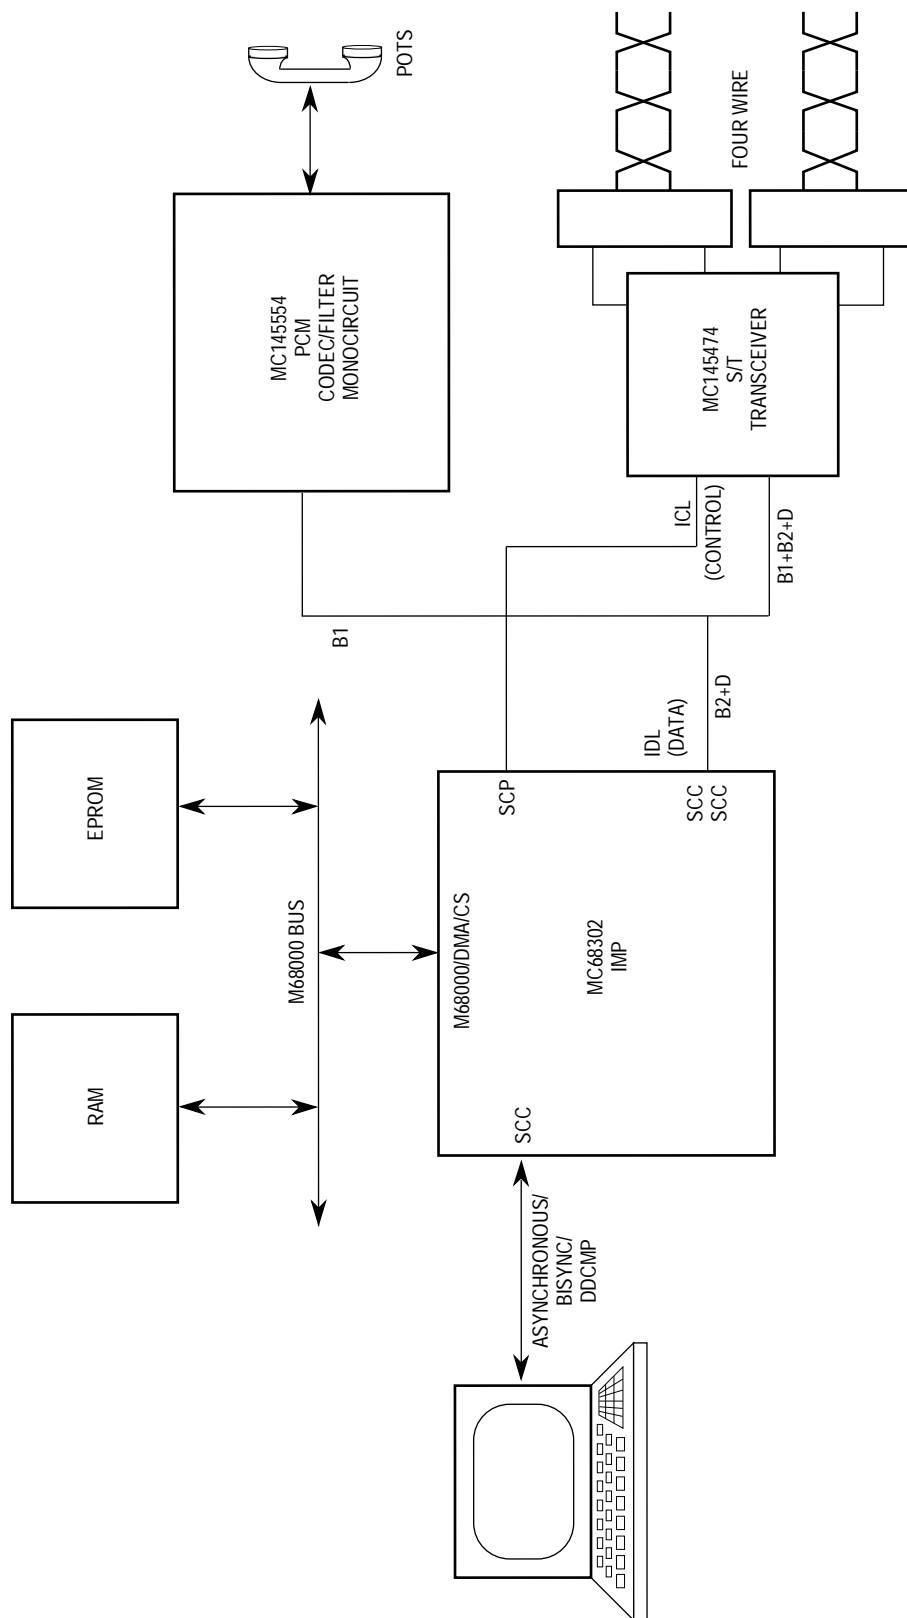 RAM
EPROM
M68000 BUS
MC145554
PCM
CODEC/FILTER
MONOCIRCUIT
POTS
B1
ASYNCHRONOUS/
BISYNC/
DDCMP
SCC
M68000/DMA/CS
MC68302
IMP
SCP
SCC
SCC
IDL
(DATA)
B2+D
ICL
(CONTROL)
B1+B2+D
MC145474
S/T
TRANSCEIVER
FOUR WIRE